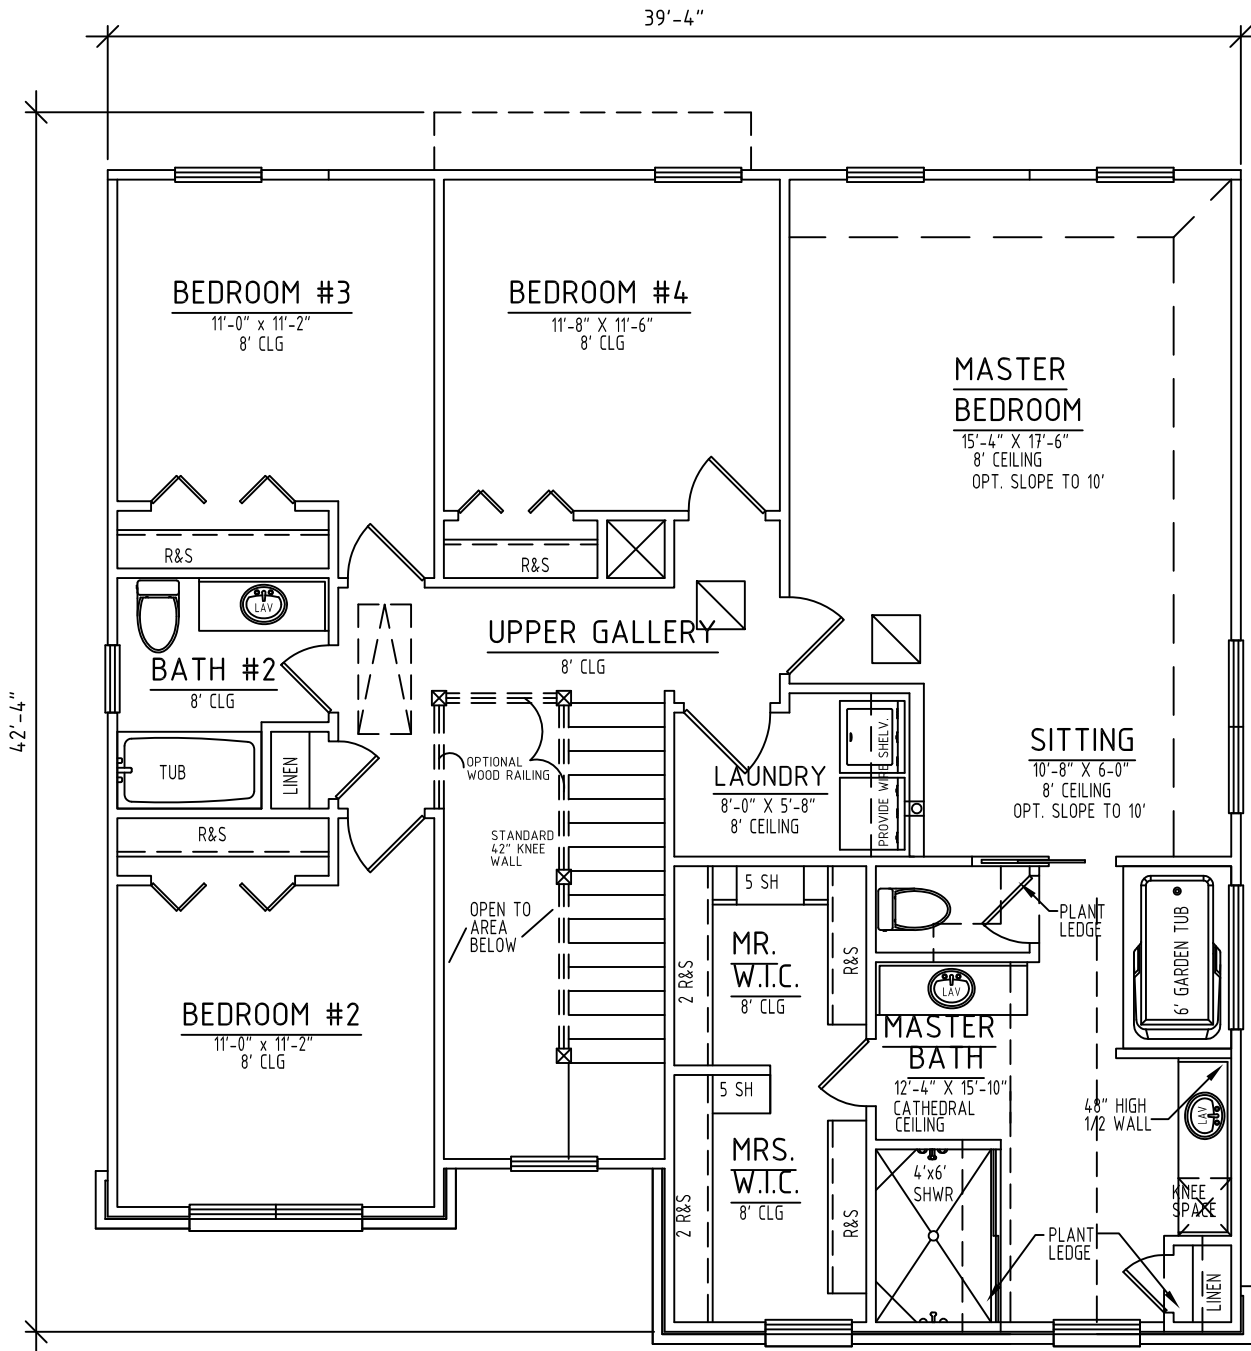 39'-4"
42'-4"
BEDROOM #3
11'-0" x 11'-2"
8' CLG
BEDROOM #4
11'-8" X 11'-6"
8' CLG
MASTER
BEDROOM
15'-4" X 17'-6"
8' CEILING
OPT. SLOPE TO 10'
R&S
R&S
LAV
UPPER GALLERY
8' CLG
BATH #2
8' CLG
TUB
LINEN
OPTIONAL
WOOD RAILING
LAUNDRY
8'-0" X 5'-8"
8' CEILING
PROVIDE WIRE SHELV.
SITTING
10'-8" X 6-0"
8' CEILING
OPT. SLOPE TO 10'
R&S
STANDARD
42" KNEE
WALL
OPEN TO
AREA
BELOW
5 SH
MR.
W.I.C.
8' CLG
2 R&S
R&S
PLANT
LEDGE
6' GARDEN TUB
LAV
BEDROOM #2
11'-0" x 11'-2"
8' CLG
MASTER
BATH
12'-4" X 15'-10"
CATHEDRAL
CEILING
5 SH
48" HIGH
1/2 WALL
LAV
MRS.
W.I.C.
8' CLG
2 R&S
R&S
4'x6'
SHWR
KNEE
SPACE
PLANT
LEDGE
LINEN